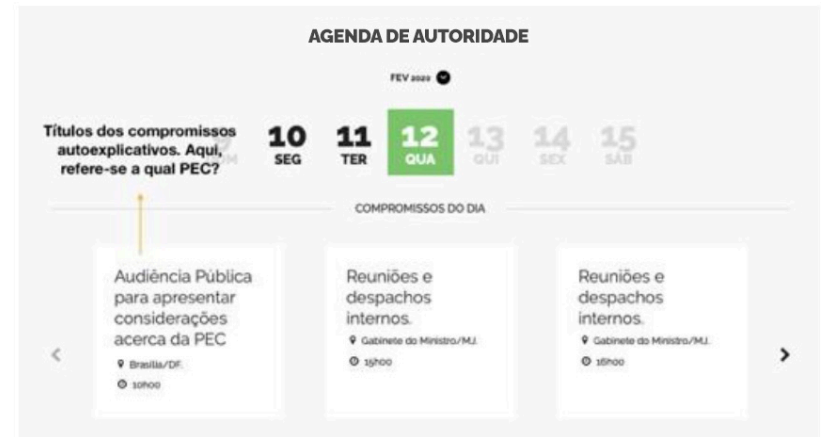 AGENDA DE AUTORIDADE
FEV 2020
Títulos dos compromissos
autoexplicativos. Aqui,
refere-se a qual PEC?
10 11 12 13 14 15
SEG TER QUA QUI SEX SÁB
COMPROMISSOS DO DIA
Audiência Pública
para apresentar
considerações
acerca da PEC
Brasília/DF.
10h00
Reuniões e
despachos
internos.
Gabinete do Ministro/MJ.
15h00
Reuniões e
despachos
internos.
Gabinete do Ministro/MJ.
16h00